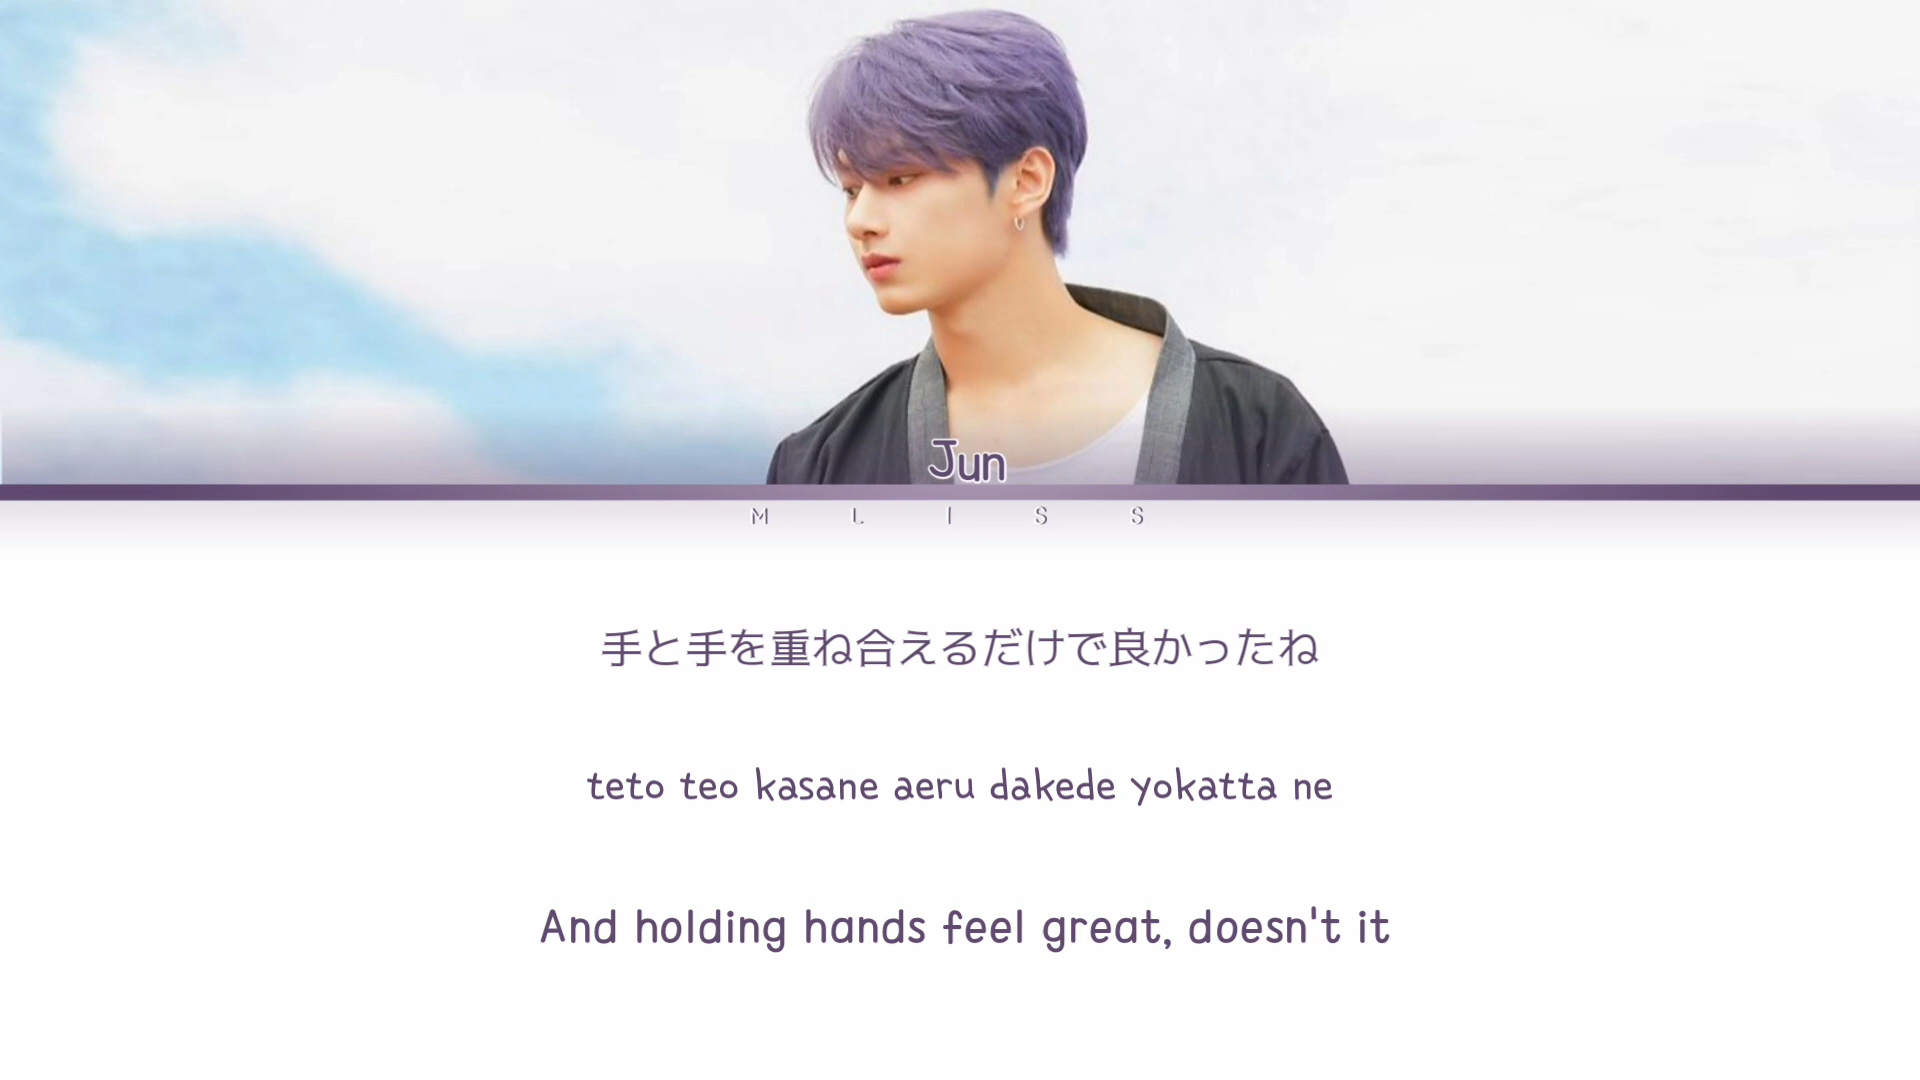 Jun
M L I S S
手と手を重ね合えるだけで良かったね
teto teo kasane aeru dakede yokatta ne
And holding hands feel great, doesn't it